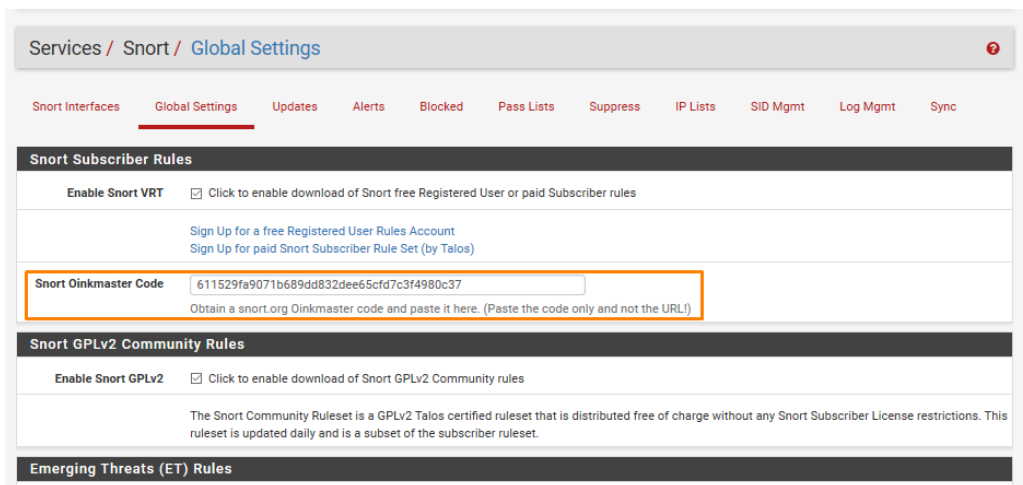 Services / Snort / Global Settings
Snort Interfaces Global Settings Updates Alerts Blocked Pass Lists Suppress IP Lists SID Mgmt Log Mgmt Sync
Snort Subscriber Rules
Enable Snort VRT Click to enable download of Snort free Registered User or paid Subscriber rules
Sign Up for a free Registered User Rules Account
Sign Up for paid Snort Subscriber Rule Set (by Talos)
Snort Oinkmaster Code 611529fa9071b689dd832dee65cfd7c3f4980c37
Obtain a snort.org Oinkmaster code and paste it here. (Paste the code only and not the URL!)
Snort GPLv2 Community Rules
Enable Snort GPLv2 Click to enable download of Snort GPLv2 Community rules
The Snort Community Ruleset is a GPLv2 Talos certified ruleset that is distributed free of charge without any Snort Subscriber License restrictions. This
ruleset is updated daily and is a subset of the subscriber ruleset.
Emerging Threats (ET) Rules